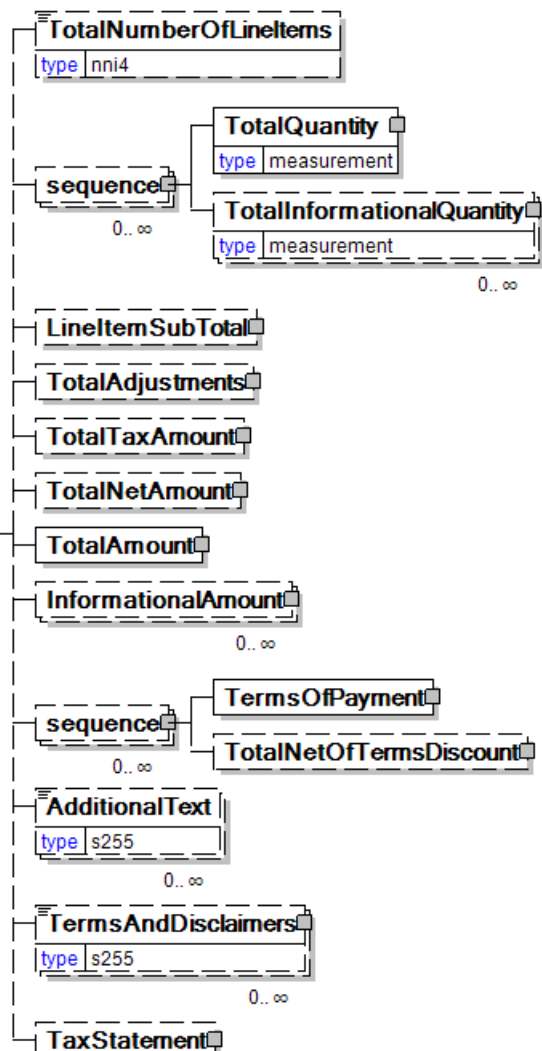 TotalNumberOfLineItems
type nni4
TotalQuantity
type measurement
sequence
0.. ∞
TotalInformationalQuantity
type measurement
0.. ∞
LineItemSubTotal
TotalAdjustments
TotalTaxAmount
TotalNetAmount
TotalAmount
InformationalAmount
0.. ∞
TermsOfPayment
sequence
0.. ∞
TotalNetOfTermsDiscount
AdditionalText
type s255
0.. ∞
TermsAndDisclaimers
type s255
0.. ∞
TaxStatement